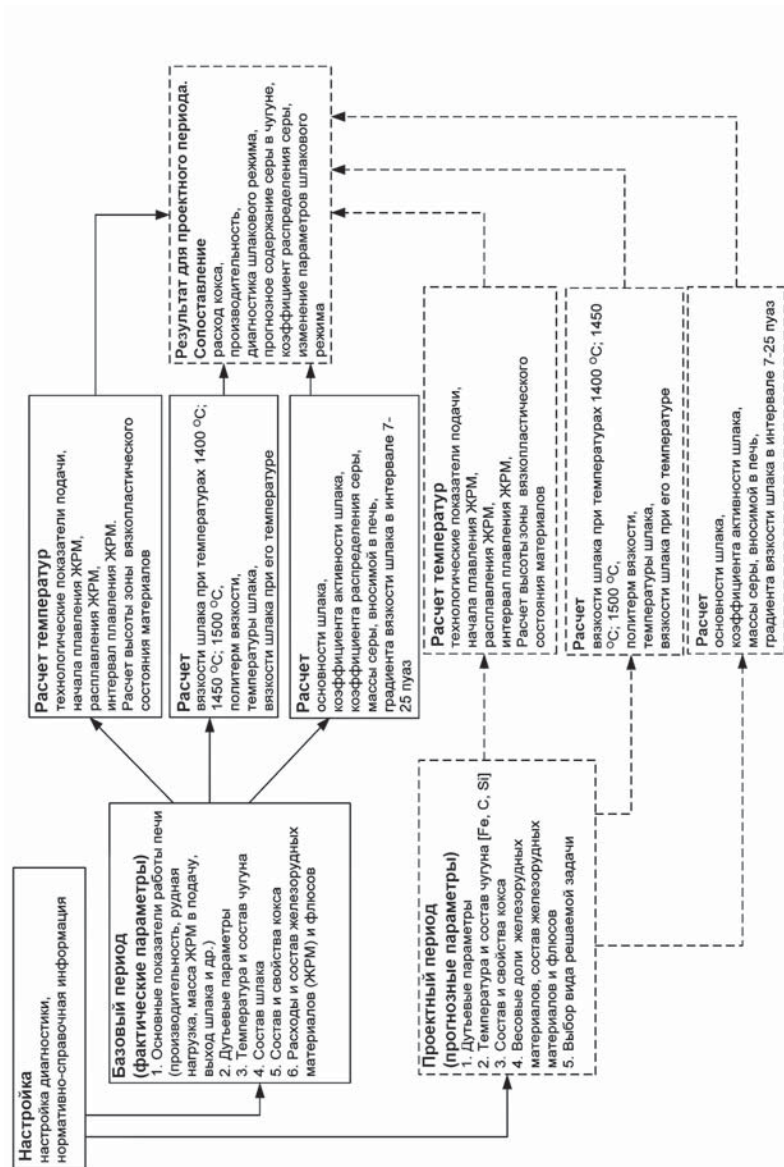 Настройка
настройка диагностики,
нормативно-справочная информация
Базовый период
(фактические параметры)
1. Основные показатели работы печи
(производительность, рудная
нагрузка, масса ЖРМ в подачу,
выход шлака и др.)
2. Дутьевые параметры
3. Температура и состав чугуна
4. Состав шлака
5. Состав и свойства кокса
6. Расходы и состав железорудных
материалов (ЖРМ) и флюсов
Расчет температур
технологические показатели подачи,
начала плавления ЖРМ,
расплавления ЖРМ,
интервал плавления ЖРМ.
Расчет высоты зоны вязкопластического
состояния материалов
Расчет
вязкости шлака при температурах 1400 °C;
1450 °C; 1500 °C,
политерм вязкости,
температуры шлака,
вязкости шлака при его температуре
Расчет
основности шлака,
коэффициента активности шлака,
коэффициента распределения серы,
массы серы, вносимой в печь,
градиента вязкости шлака в интервале 7-
25 пуаз
Результат для проектного периода.
Сопоставление
расход кокса,
производительность,
диагностика шлакового режима,
прогнозное содержание серы в чугуне,
коэффициент распределения серы,
изменение параметров шлакового
режима
Проектный период
(прогнозные параметры)
1. Дутьевые параметры
2. Температура и состав чугуна [Fe, C, Si]
3. Состав и свойства кокса
4. Весовые доли железорудных
материалов, состав железорудных
материалов и флюсов
5. Выбор вида решаемой задачи
Расчет температур
технологические показатели подачи,
начала плавления ЖРМ,
расплавления ЖРМ,
интервал плавления ЖРМ,
Расчет высоты зоны вязкопластического
состояния материалов
Расчет
вязкости шлака при температурах 1400 °C; 1450
°C; 1500 °C,
политерм вязкости,
температуры шлака,
вязкости шлака при его температуре
Расчет
основности шлака,
коэффициента активности шлака,
массы серы, вносимой в печь,
градиента вязкости шлака в интервале 7-25 пуаз